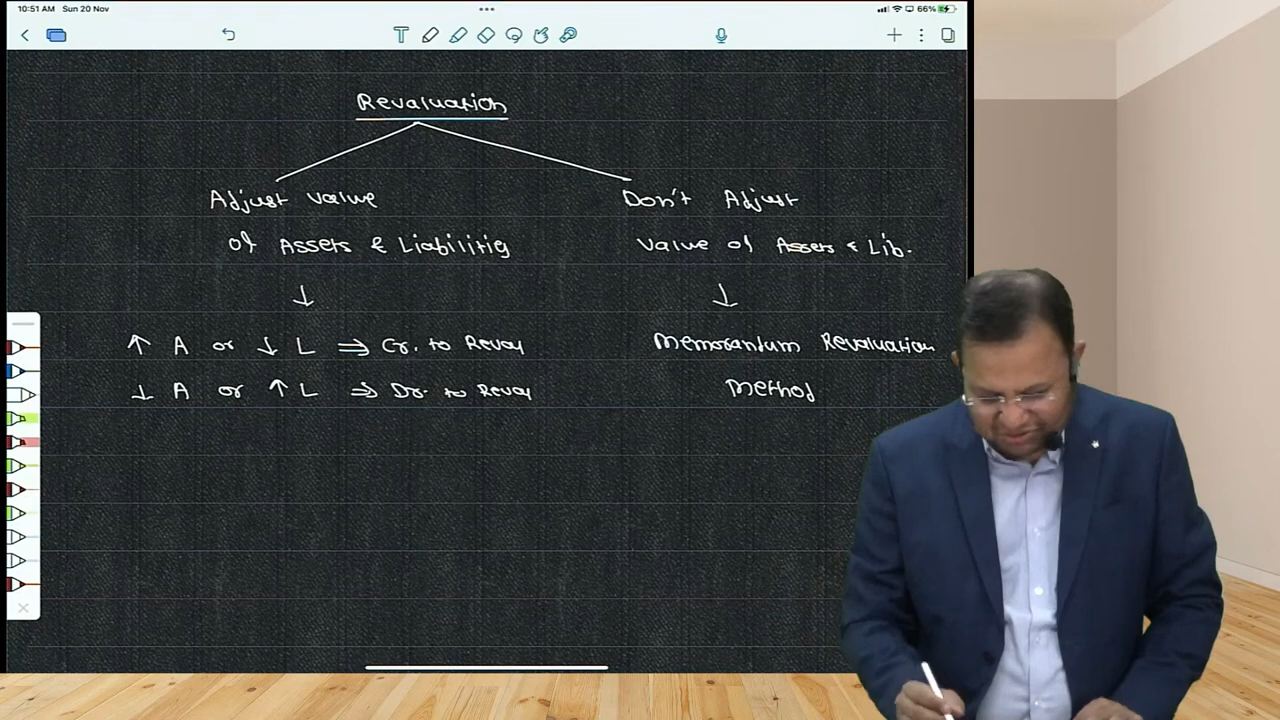 10:51 AM Sun 20 Nov
66%
Revaluation
Adjust value
of Assets & Liabilities
↓
↑ A or ↓ L ⇒ Cr. to Reval
↓ A or ↑ L ⇒ Dr. to Reval
Don't Adjust
value of Assets & Lib.
↓
Memorandum Revaluation
Method